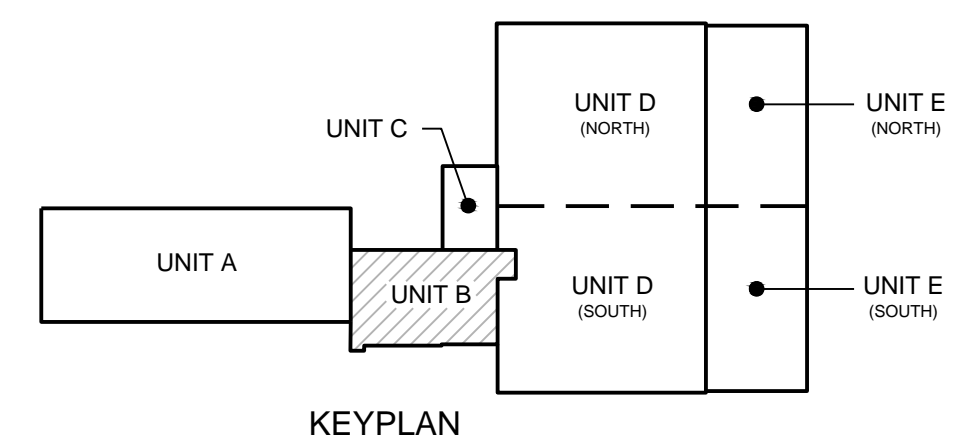 UNIT D
(NORTH)
UNIT E
(NORTH)
UNIT C
UNIT A
UNIT B
UNIT D
(SOUTH)
UNIT E
(SOUTH)
KEYPLAN